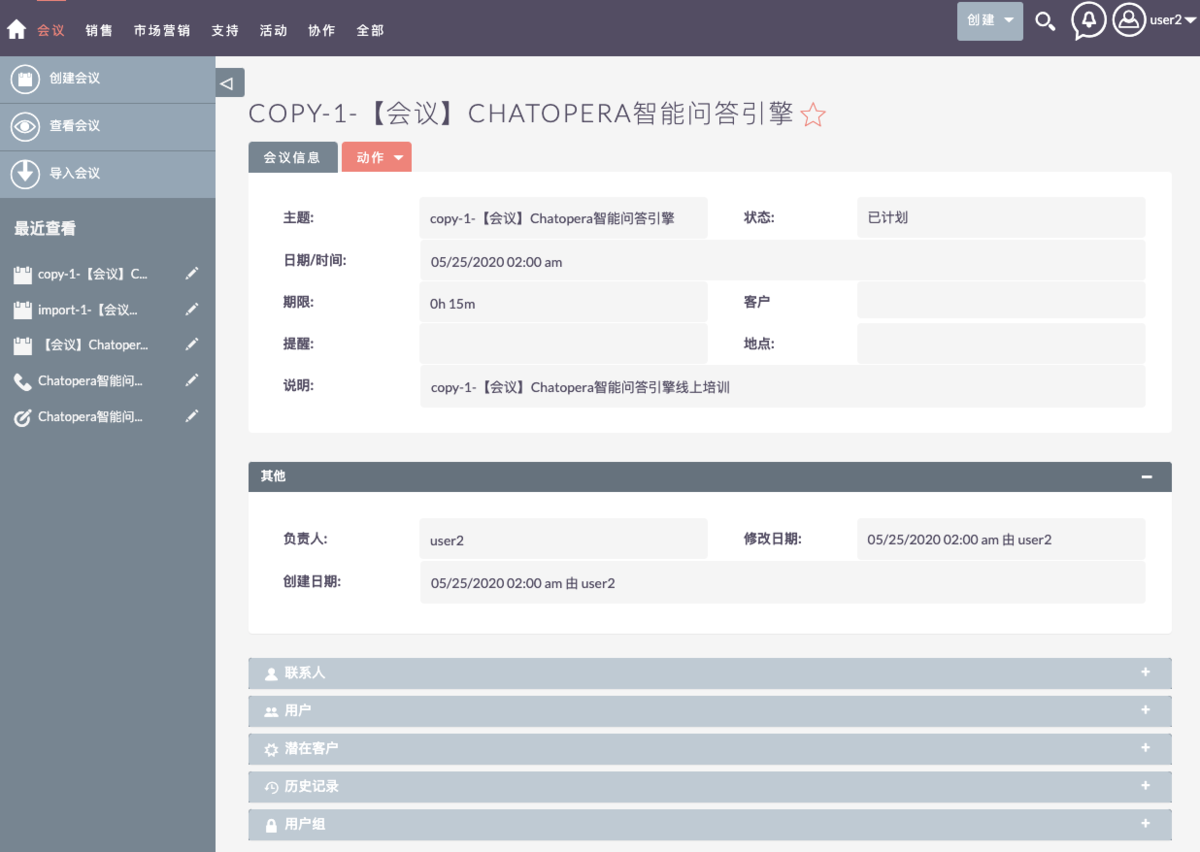 会议 销售 市场营销 支持 活动 协作 全部 创建 user2
创建会议
查看会议
导入会议
最近查看
copy-1-【会议】C...
import-1-【会议...
【会议】Chatoper...
Chatopera智能问...
Chatopera智能问...
COPY-1-【会议】CHATOPERA智能问答引擎
会议信息 动作
主题: copy-1-【会议】Chatopera智能问答引擎 状态: 已计划
日期/时间: 05/25/2020 02:00 am
期限: 0h 15m 客户
提醒: 地点:
说明: copy-1-【会议】Chatopera智能问答引擎线上培训
其他
负责人: user2 修改日期: 05/25/2020 02:00 am 由 user2
创建日期: 05/25/2020 02:00 am 由 user2
联系人
用户
潜在客户
历史记录
用户组